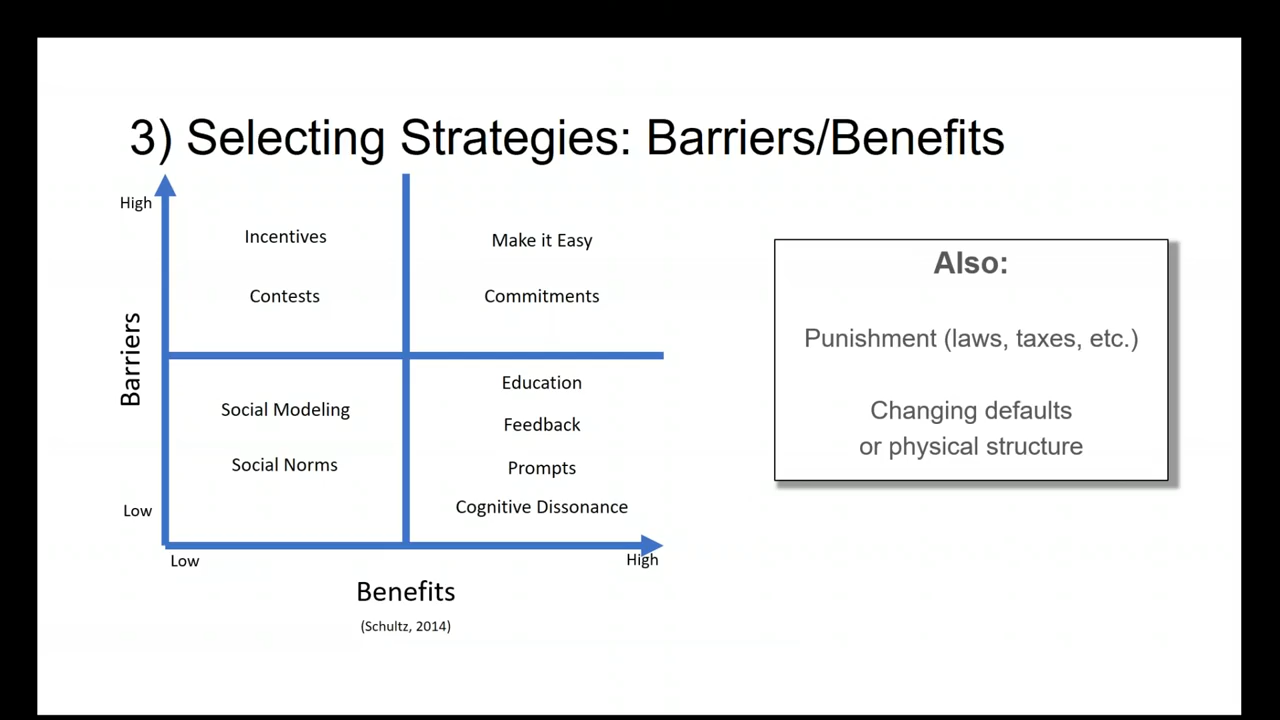 3) Selecting Strategies: Barriers/Benefits
High
Incentives
Make it Easy
Contests
Commitments
Barriers
Social Modeling
Social Norms
Education
Feedback
Prompts
Cognitive Dissonance
Low
Low
High
Benefits
(Schultz, 2014)
Also:
Punishment (laws, taxes, etc.)
Changing defaults
or physical structure